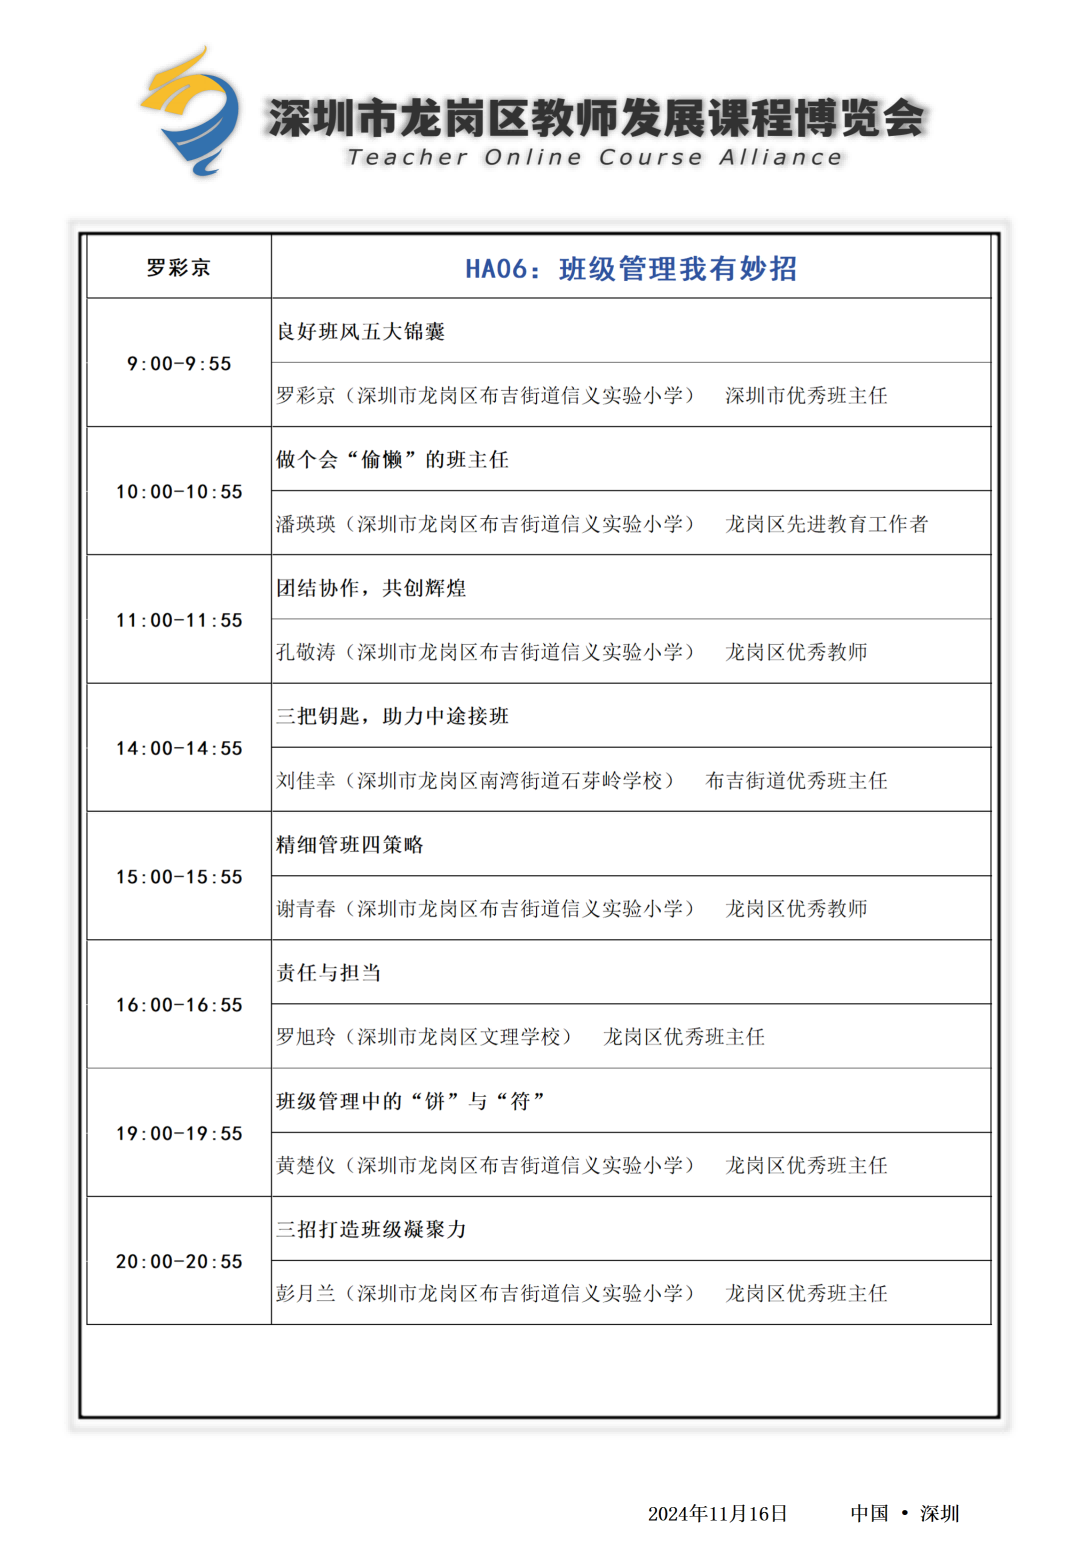 深圳市龙岗区教师发展课程博览会
Teacher Online Course Alliance
罗彩京
HA06：班级管理我有妙招
9:00-9:55
良好班风五大锦囊
罗彩京（深圳市龙岗区布吉街道信义实验小学） 深圳市优秀班主任
10:00-10:55
做个会“偷懒”的班主任
潘瑛瑛（深圳市龙岗区布吉街道信义实验小学） 龙岗区先进教育工作者
11:00-11:55
团结协作，共创辉煌
孔敬涛（深圳市龙岗区布吉街道信义实验小学） 龙岗区优秀教师
14:00-14:55
三把钥匙，助力中途接班
刘佳幸（深圳市龙岗区南湾街道石芽岭学校） 布吉街道优秀班主任
15:00-15:55
精细管班四策略
谢青春（深圳市龙岗区布吉街道信义实验小学） 龙岗区优秀教师
16:00-16:55
责任与担当
罗旭玲（深圳市龙岗区文理学校） 龙岗区优秀班主任
19:00-19:55
班级管理中的“饼”与“符”
黄楚仪（深圳市龙岗区布吉街道信义实验小学） 龙岗区优秀班主任
20:00-20:55
三招打造班级凝聚力
彭月兰（深圳市龙岗区布吉街道信义实验小学） 龙岗区优秀班主任
2024年11月16日 中国 • 深圳